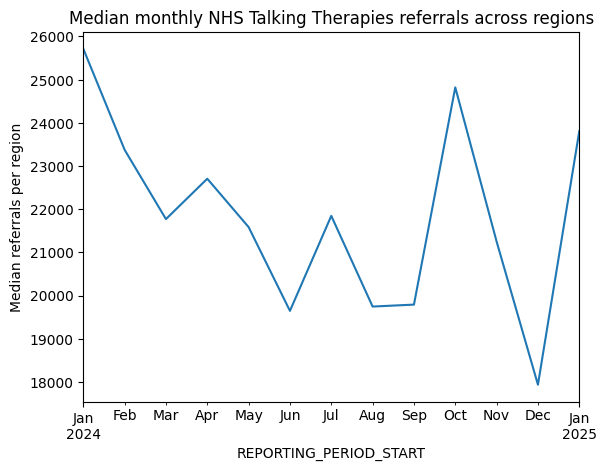 Median monthly NHS Talking Therapies referrals across regions
26000
25000
24000
23000
22000
21000
20000
19000
18000
Median referrals per region
Jan Feb Mar Apr May Jun Jul Aug Sep Oct Nov Dec Jan
2024 2025
REPORTING_PERIOD_START